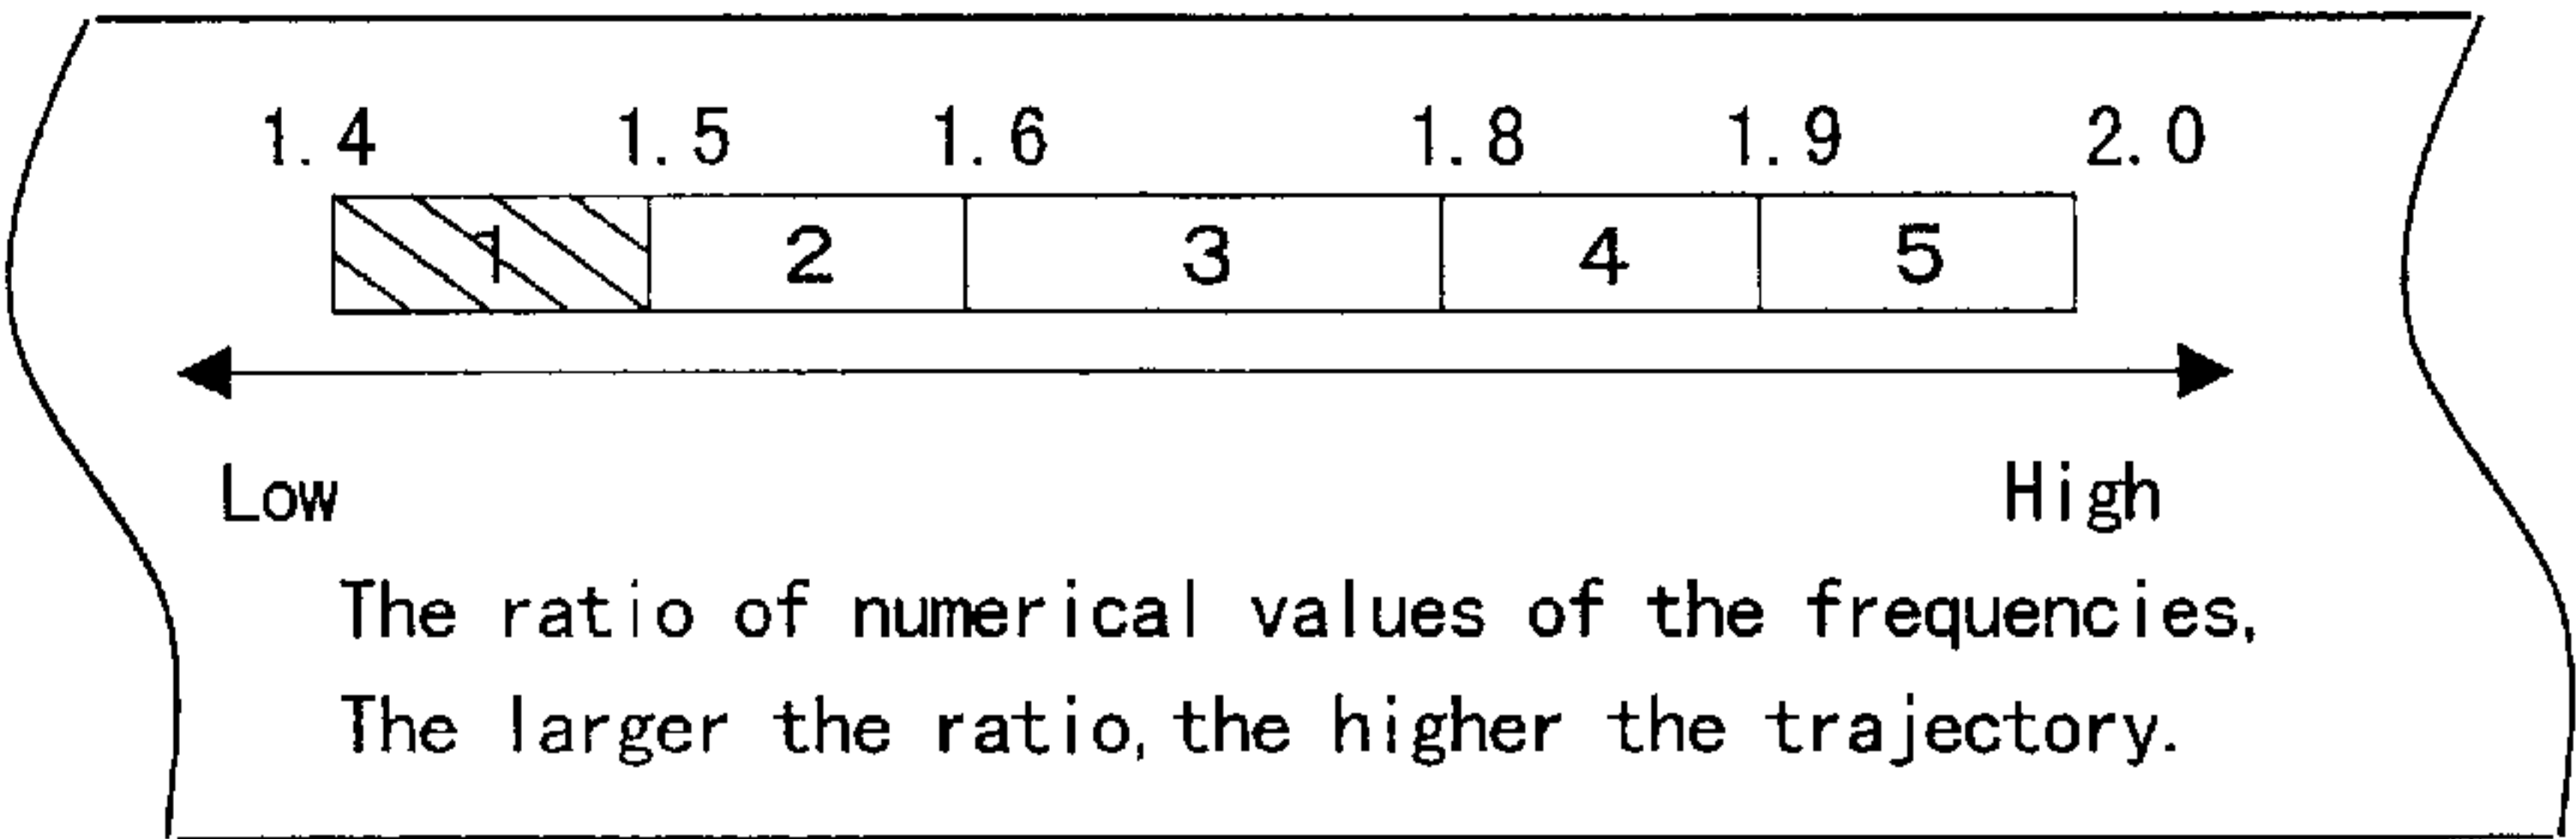 1.4 1.5 1.6 1.8 1.9 2.0
1 2 3 4 5
Low High
The ratio of numerical values of the frequencies,
The larger the ratio, the higher the trajectory.